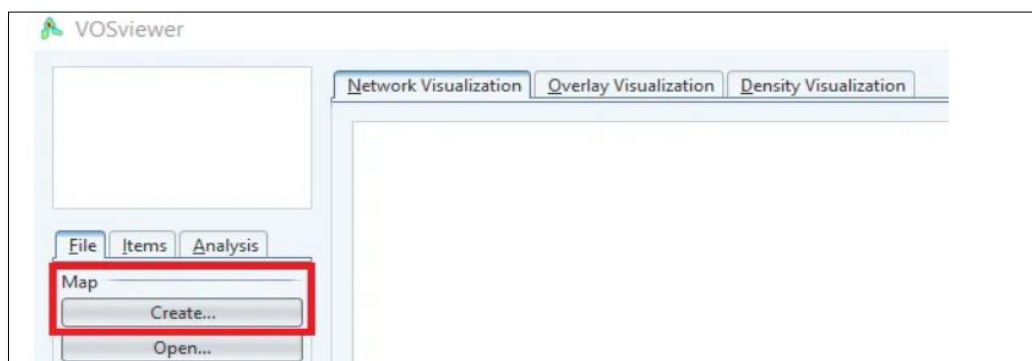 VOSviewer
Network Visualization Overlay Visualization Density Visualization
File Items Analysis
Map
Create...
Open...